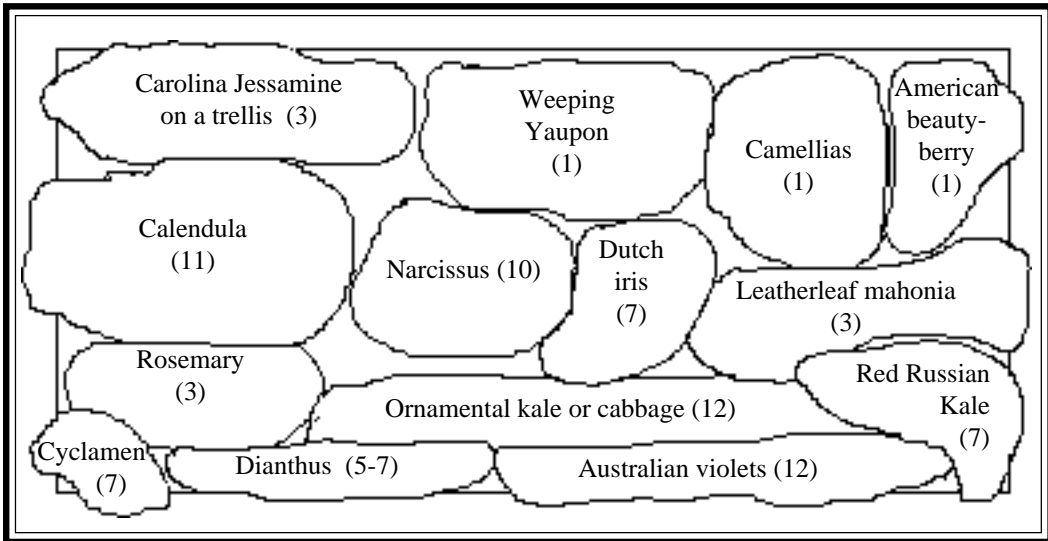 Carolina Jessamine
on a trellis (3)
Weeping
Yaupon
(1)
Camellias
(1)
American
beauty-
berry
(1)
Calendula
(11)
Narcissus (10)
Dutch
iris
(7)
Leatherleaf mahonia
(3)
Rosemary
(3)
Ornamental kale or cabbage (12)
Red Russian
Kale
(7)
Cyclamen
(7)
Dianthus (5-7)
Australian violets (12)